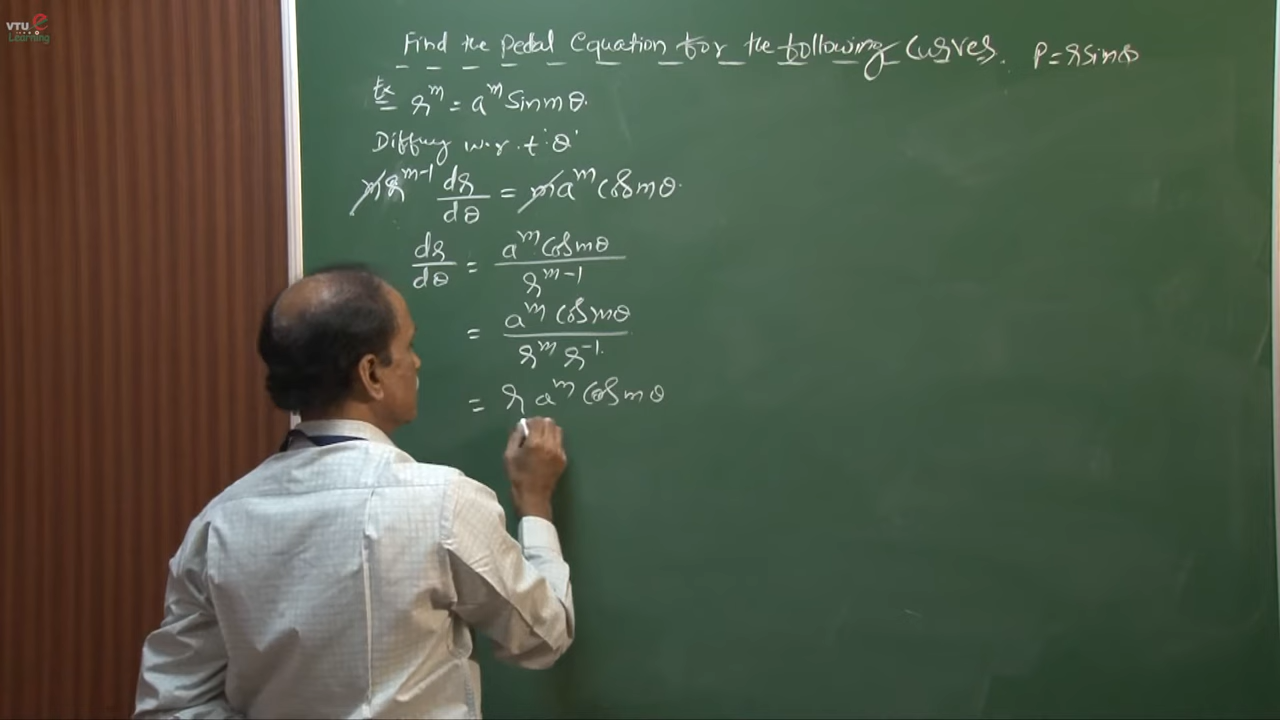 VTU e Learning
Find the Pedal Equation for the following Curves. P = r sin θ
Ex r^m = a^m Sin mθ.
Differ w.r.t 'θ'
m r^{m-1} dr/dθ = m a^m Cos mθ.
dr/dθ = a^m Cos mθ / r^{m-1}
= a^m Cos mθ / r^m r^{-1}.
= r a^m Cos mθ